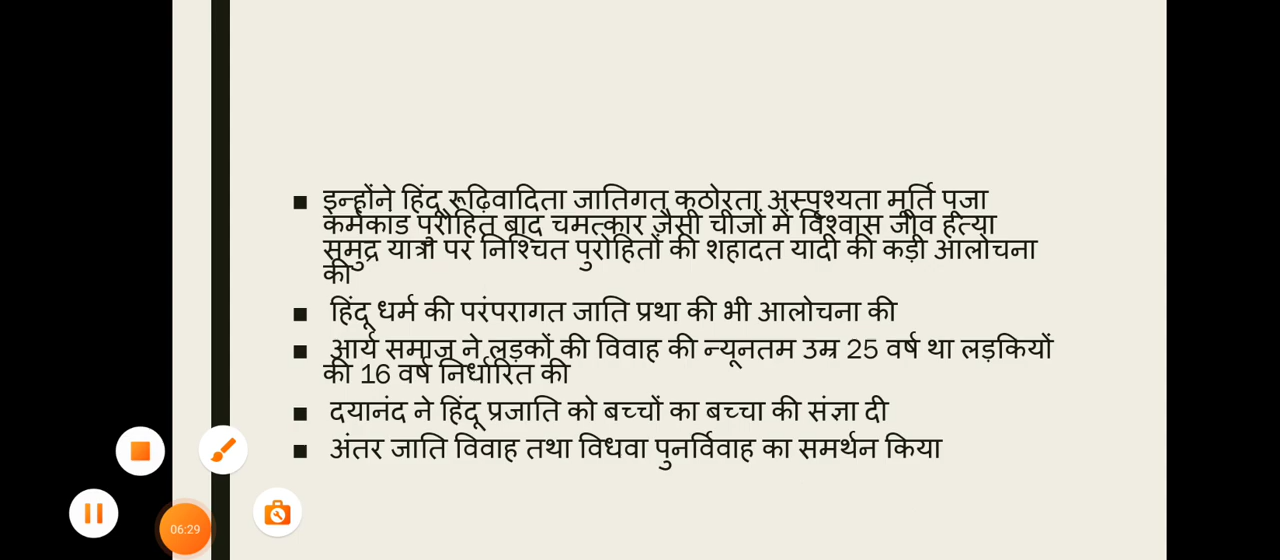 ■ इन्होंने हिंदू रूढ़िवादिता जातिगत कठोरता अस्पृश्यता मूर्ति पूजा
कर्मकांड पुरोहित बाद चमत्कार जैसी चीजों में विश्वास जीव हत्या
समुद्र यात्रा पर निश्चित पुरोहितों की शहादत यादी की कड़ी आलोचना
की
■ हिंदू धर्म की परंपरागत जाति प्रथा की भी आलोचना की
■ आर्य समाज ने लड़कों की विवाह की न्यूनतम उम्र 25 वर्ष था लड़कियों
की 16 वर्ष निर्धारित की
■ दयानंद ने हिंदू प्रजाति को बच्चों का बच्चा की संज्ञा दी
■ अंतर जाति विवाह तथा विधवा पुनर्विवाह का समर्थन किया
06:29